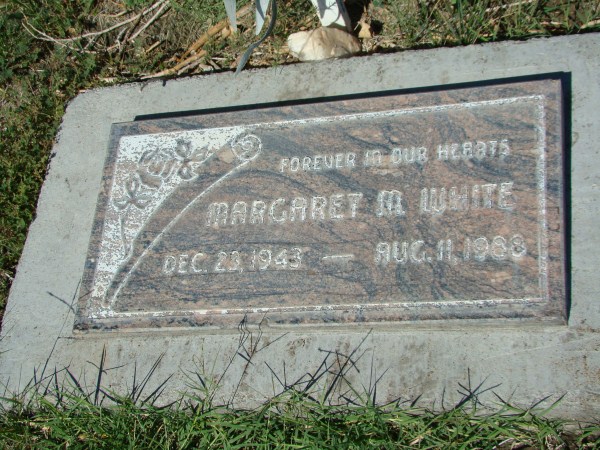 FOREVER IN OUR HEARTS
MARGARET M. WHITE
DEC. 23, 1943 — AUG. 11, 1988